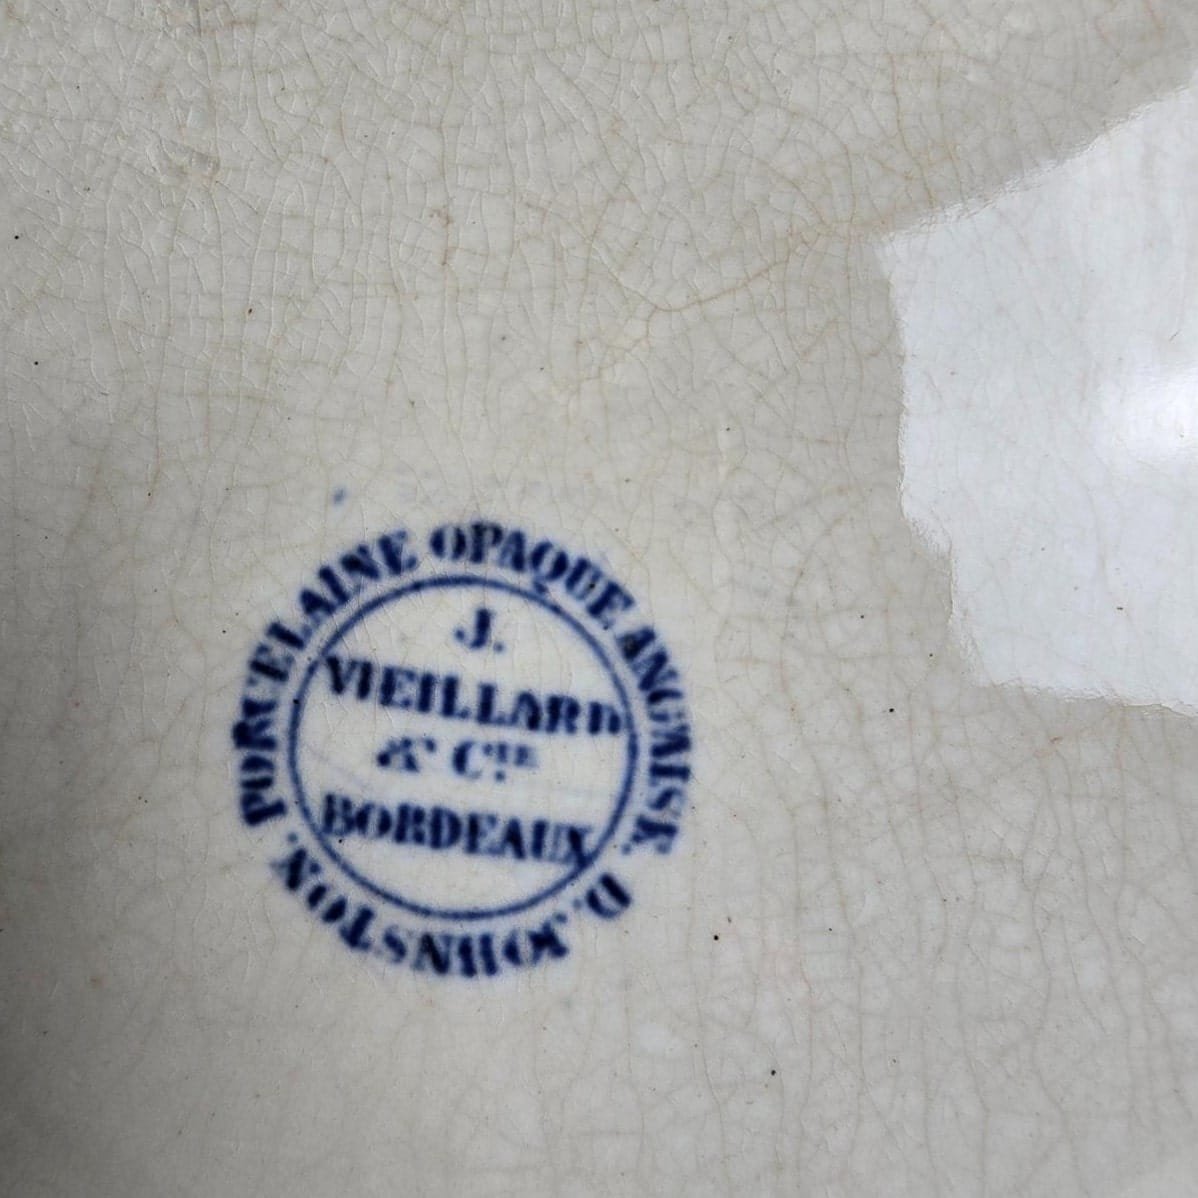 PORCELAINE OPAQUE ANGLAISE.
J.
VIEILLARD
& CIE
BORDEAUX
D. JOHNSTON.